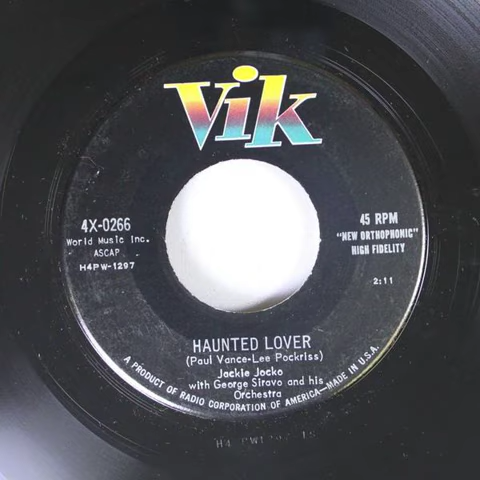 Vik
4X-0266
World Music Inc.
ASCAP
H4PW-1297
45 RPM
"NEW ORTHOPHONIC"
HIGH FIDELITY
2:11
HAUNTED LOVER
(Paul Vance-Lee Pockriss)
Jackie Jocko
with George Siravo and his
Orchestra
A PRODUCT OF RADIO CORPORATION OF AMERICA—MADE IN U.S.A.